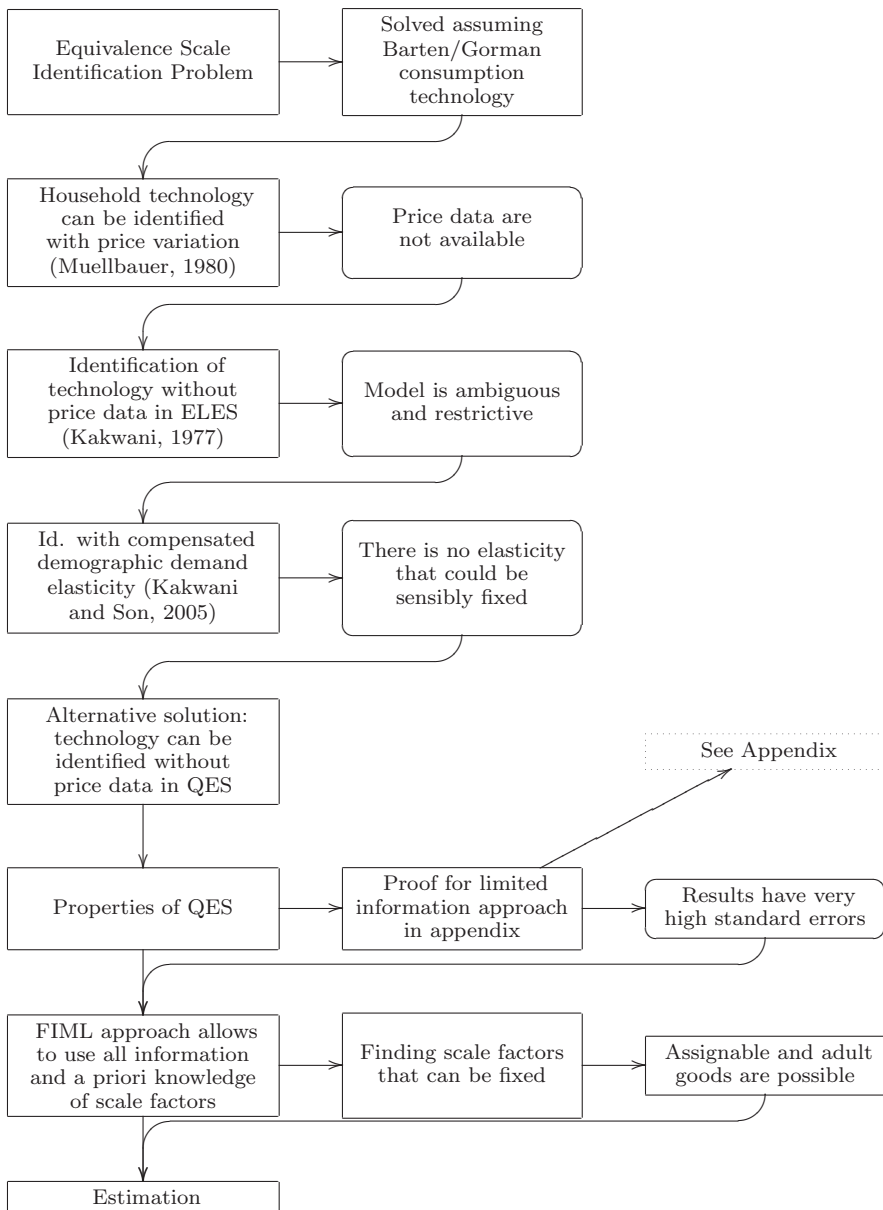 Equivalence Scale
Identification Problem
Solved assuming
Barten/Gorman
consumption
technology
Household technology
can be identified
with price variation
(Muellbauer, 1980)
Price data are
not available
Identification of
technology without
price data in ELES
(Kakwani, 1977)
Model is ambiguous
and restrictive
Id. with compensated
demographic demand
elasticity (Kakwani
and Son, 2005)
There is no elasticity
that could be
sensibly fixed
Alternative solution:
technology can be
identified without
price data in QES
See Appendix
Properties of QES
Proof for limited
information approach
in appendix
Results have very
high standard errors
FIML approach allows
to use all information
and a priori knowledge
of scale factors
Finding scale factors
that can be fixed
Assignable and adult
goods are possible
Estimation